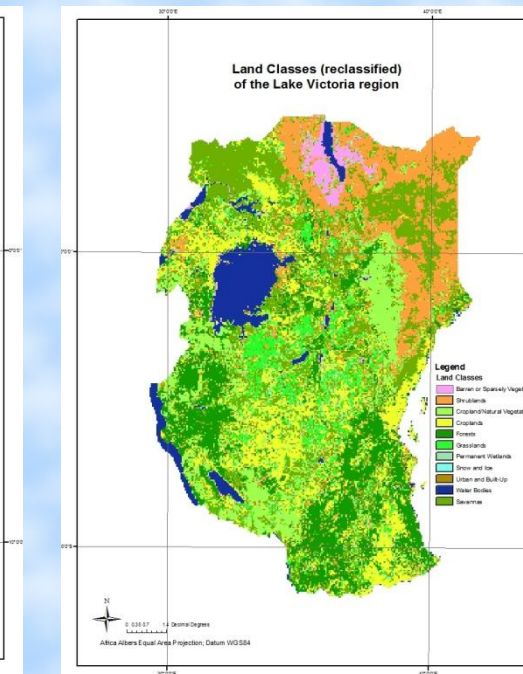 30°0'0"E 40°0'0"E
Land Classes (reclassified)
of the Lake Victoria region
Legend
Land Classes
Barren or Sparsely Veget
Shrublands
Cropland/Natural Vegetat
Croplands
Forests
Grasslands
Permanent Wetlands
Snow and Ice
Urban and Built-Up
Water Bodies
Savannas
N
Decimal Degrees
Africa Albers Equal Area Projection; Datum WGS84